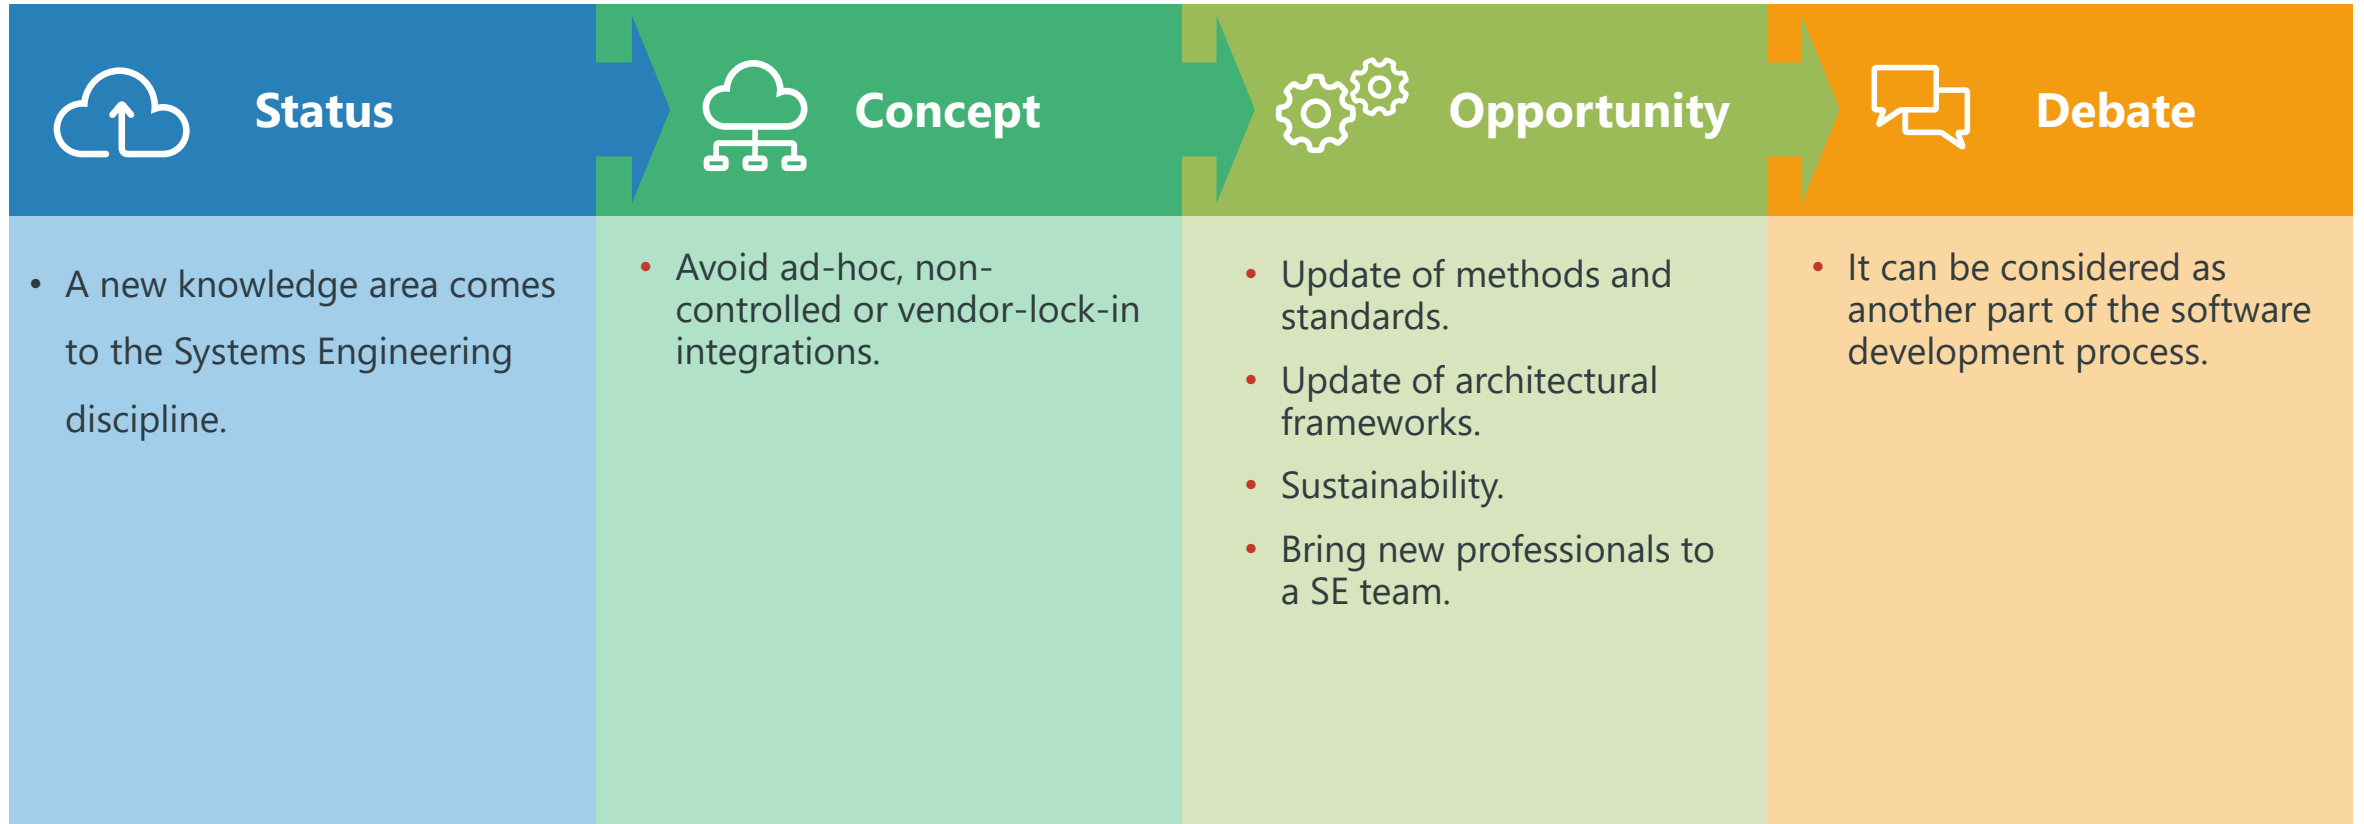 Status
• A new knowledge area comes
to the Systems Engineering
discipline.
Concept
• Avoid ad-hoc, non-
controlled or vendor-lock-in
integrations.
Opportunity
• Update of methods and
standards.
• Update of architectural
frameworks.
• Sustainability.
• Bring new professionals to
a SE team.
Debate
• It can be considered as
another part of the software
development process.